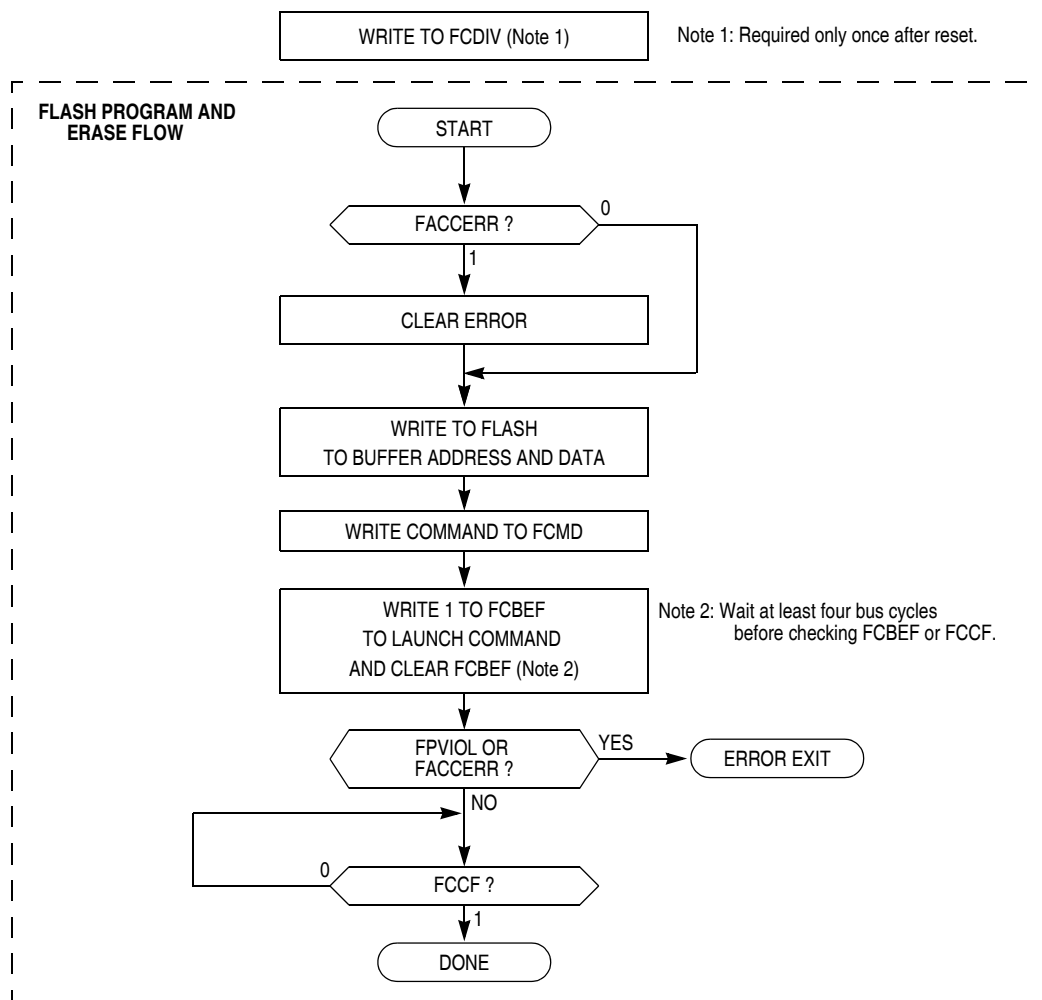 WRITE TO FCDIV (Note 1)
Note 1: Required only once after reset.
FLASH PROGRAM AND
ERASE FLOW
START
FACCERR ?
0
1
CLEAR ERROR
WRITE TO FLASH
TO BUFFER ADDRESS AND DATA
WRITE COMMAND TO FCMD
WRITE 1 TO FCBEF
TO LAUNCH COMMAND
AND CLEAR FCBEF (Note 2)
Note 2: Wait at least four bus cycles
before checking FCBEF or FCCF.
FPVIOL OR
FACCERR ?
YES
ERROR EXIT
NO
0
FCCF ?
1
DONE